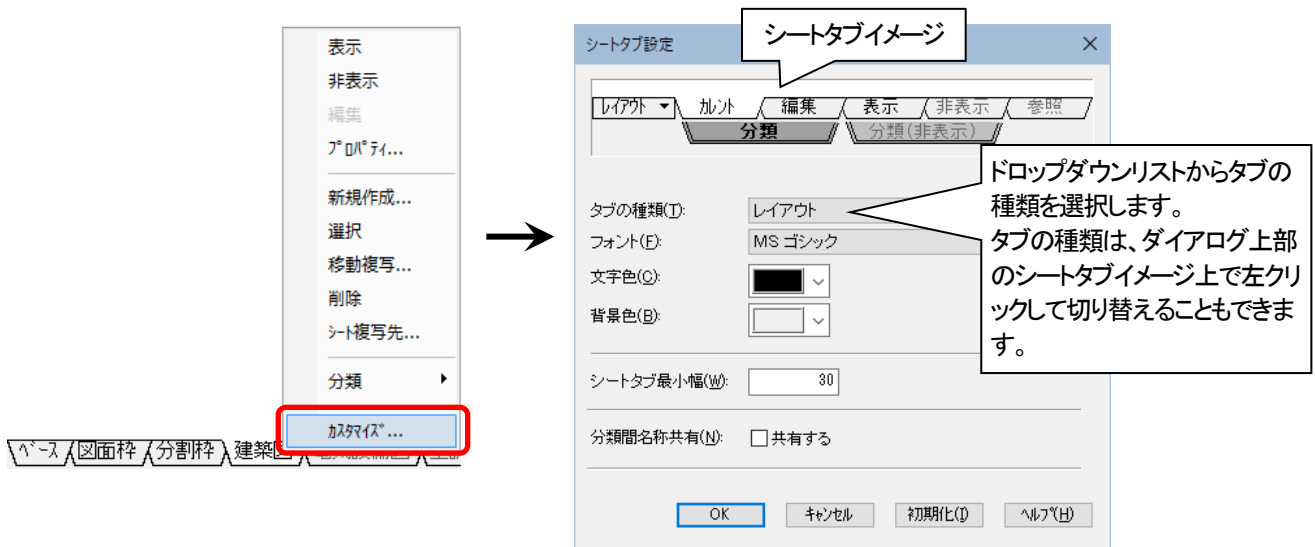 表示
非表示
編集
ﾌﾟﾛﾊﾟﾃｨ...
新規作成...
選択
移動複写...
削除
ｼｰﾄ複写先...
分類
ｶｽﾀﾏｲｽﾞ...
ﾍﾞｰｽ 図面枠 分割枠 建築図
シートタブ設定
シートタブイメージ
ﾚｲｱｳﾄ ｶﾚﾝﾄ 編集 表示 非表示 参照
分類 分類(非表示)
タブの種類(T): レイアウト
フォント(F): MS ゴシック
文字色(C):
背景色(B):
シートタブ最小幅(W): 30
分類間名称共有(N): 共有する
OK ｷｬﾝｾﾙ 初期化(I) ﾍﾙﾌﾟ(H)
ドロップダウンリストからタブの
種類を選択します。
タブの種類は、ダイアログ上部
のシートタブイメージ上で左クリ
ックして切り替えることもできま
す。